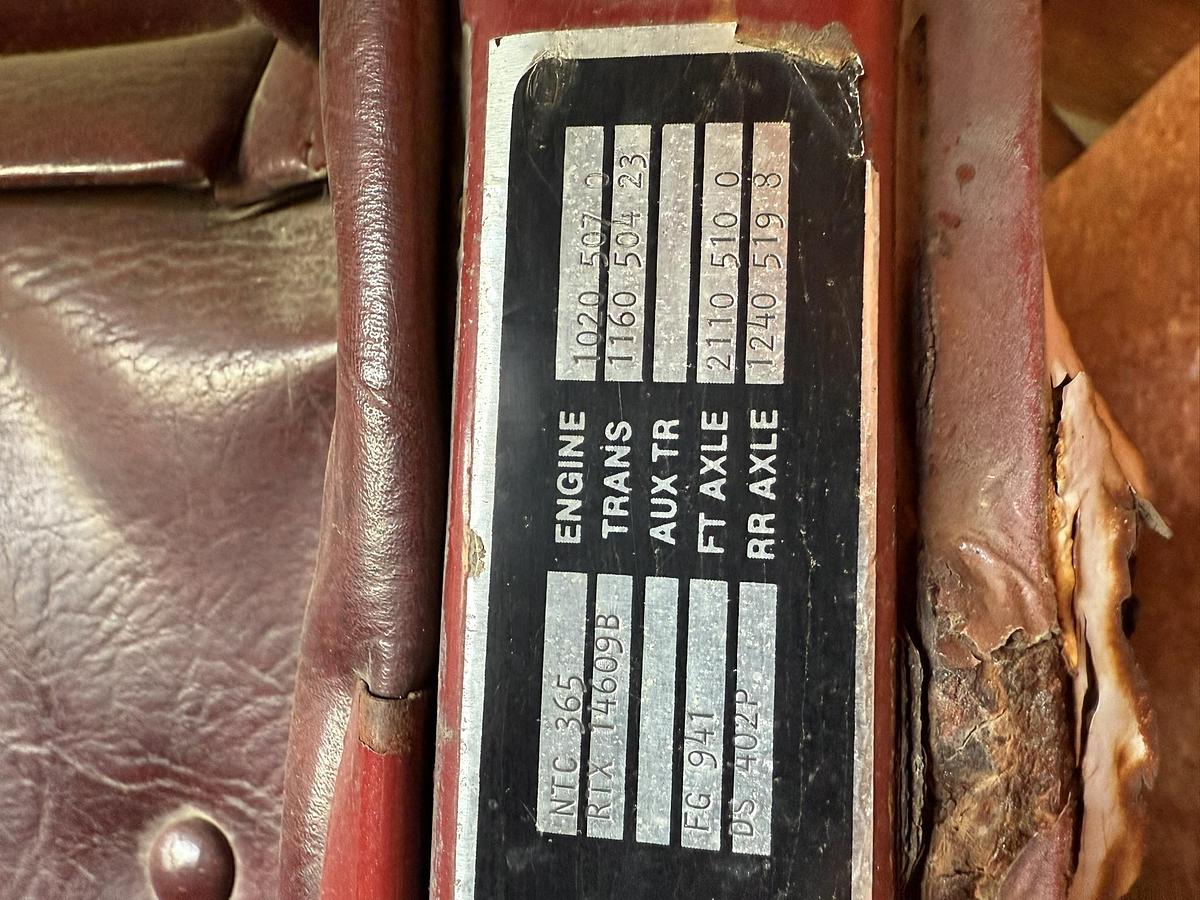 NTC 365 ENGINE 1020 507 0
RTX 14609B TRANS 1160 504 23
AUX TR
FG 941 FT AXLE 2110 510 0
DS 402P RR AXLE 1240 519 8